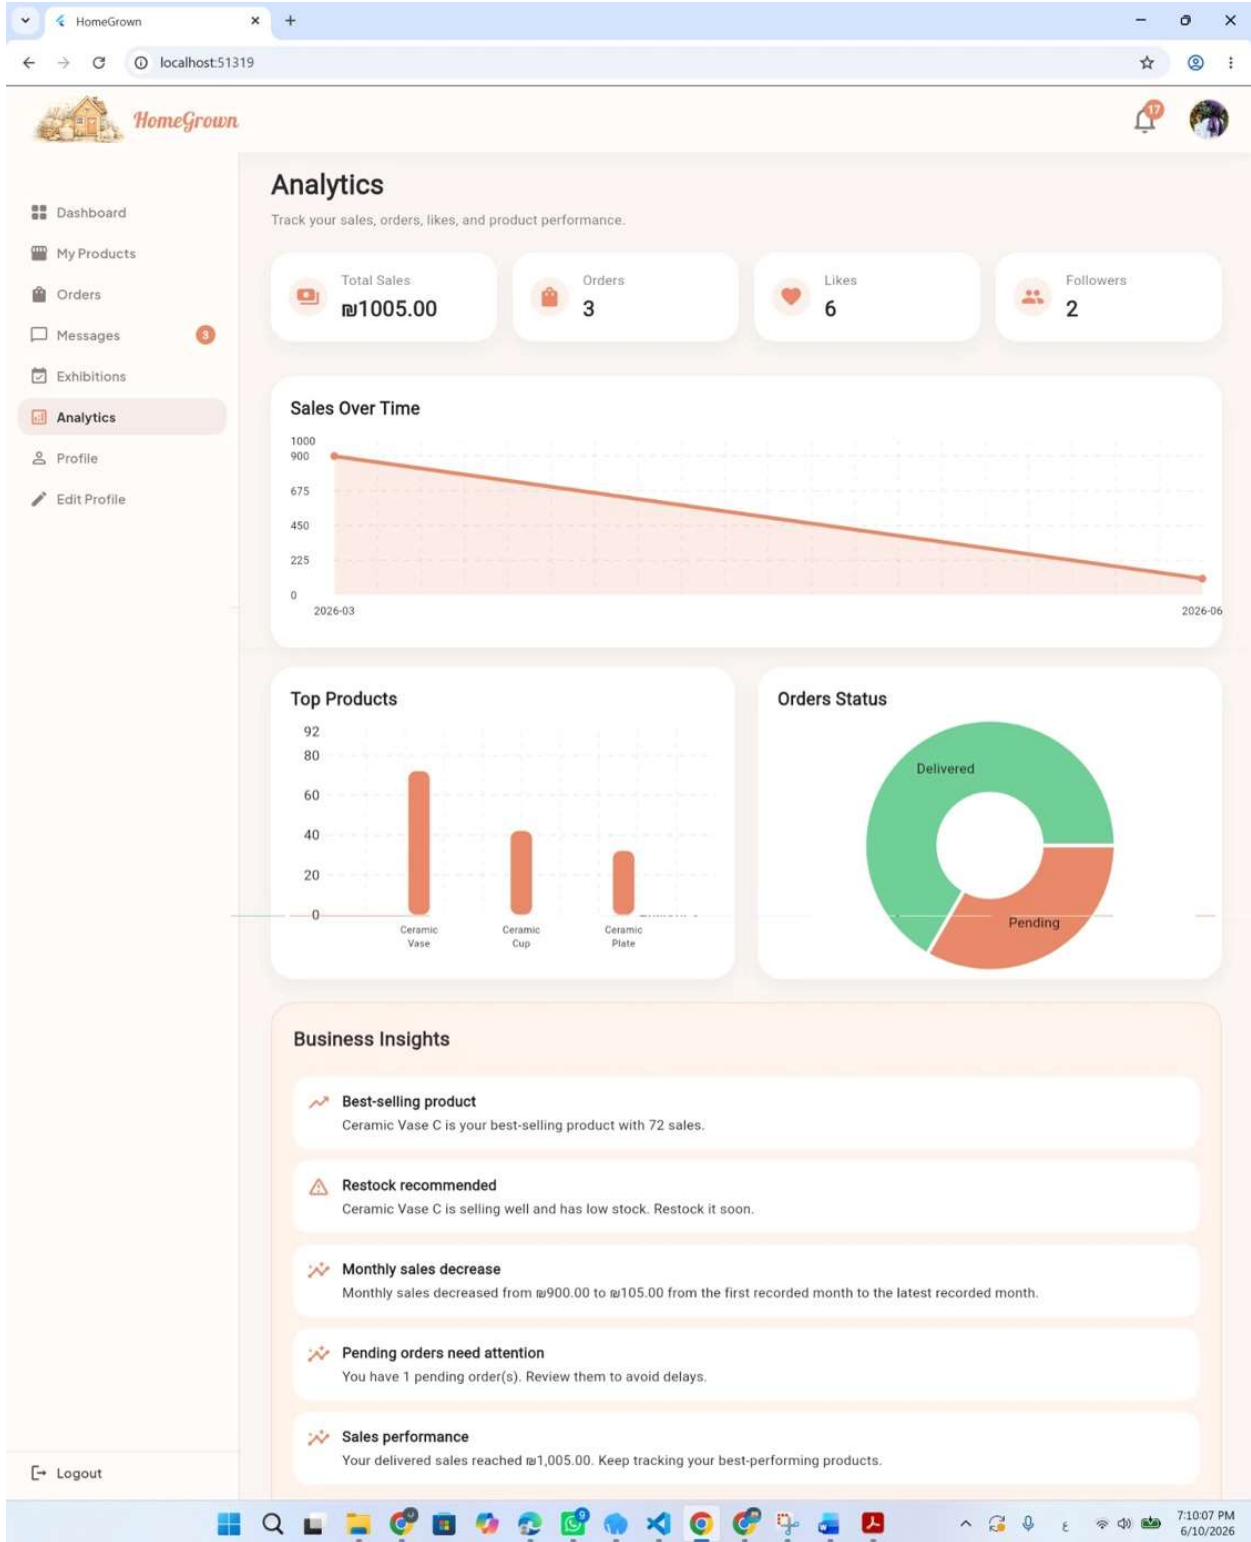 HomeGrown
localhost:51319
HomeGrown
17
Dashboard
My Products
Orders
Messages
3
Exhibitions
Analytics
Profile
Edit Profile
Logout
Analytics
Track your sales, orders, likes, and product performance.
Total Sales
₪1005.00
Orders
3
Likes
6
Followers
2
Sales Over Time
1000
900
675
450
225
0
2026-03
2026-06
Top Products
92
80
60
40
20
0
Ceramic
Vase
Ceramic
Cup
Ceramic
Plate
Orders Status
Delivered
Pending
Business Insights
Best-selling product
Ceramic Vase C is your best-selling product with 72 sales.
Restock recommended
Ceramic Vase C is selling well and has low stock. Restock it soon.
Monthly sales decrease
Monthly sales decreased from ₪900.00 to ₪105.00 from the first recorded month to the latest recorded month.
Pending orders need attention
You have 1 pending order(s). Review them to avoid delays.
Sales performance
Your delivered sales reached ₪1,005.00. Keep tracking your best-performing products.
9
ع
7:10:07 PM
6/10/2026